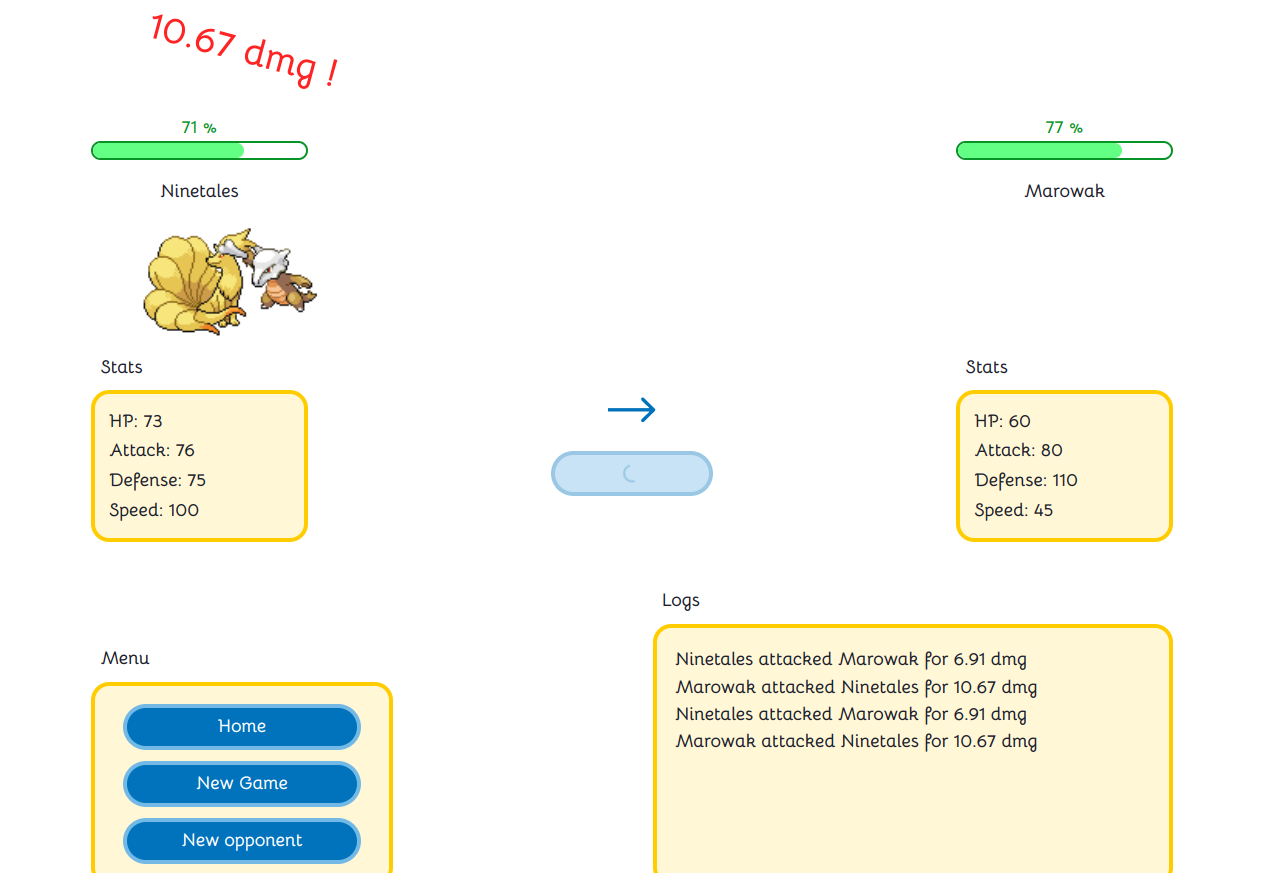 10.67 dmg !
71 %
77 %
Ninetales
Marowak
Stats
HP: 73
Attack: 76
Defense: 75
Speed: 100
Stats
HP: 60
Attack: 80
Defense: 110
Speed: 45
Menu
Home
New Game
New opponent
Logs
Ninetales attacked Marowak for 6.91 dmg
Marowak attacked Ninetales for 10.67 dmg
Ninetales attacked Marowak for 6.91 dmg
Marowak attacked Ninetales for 10.67 dmg